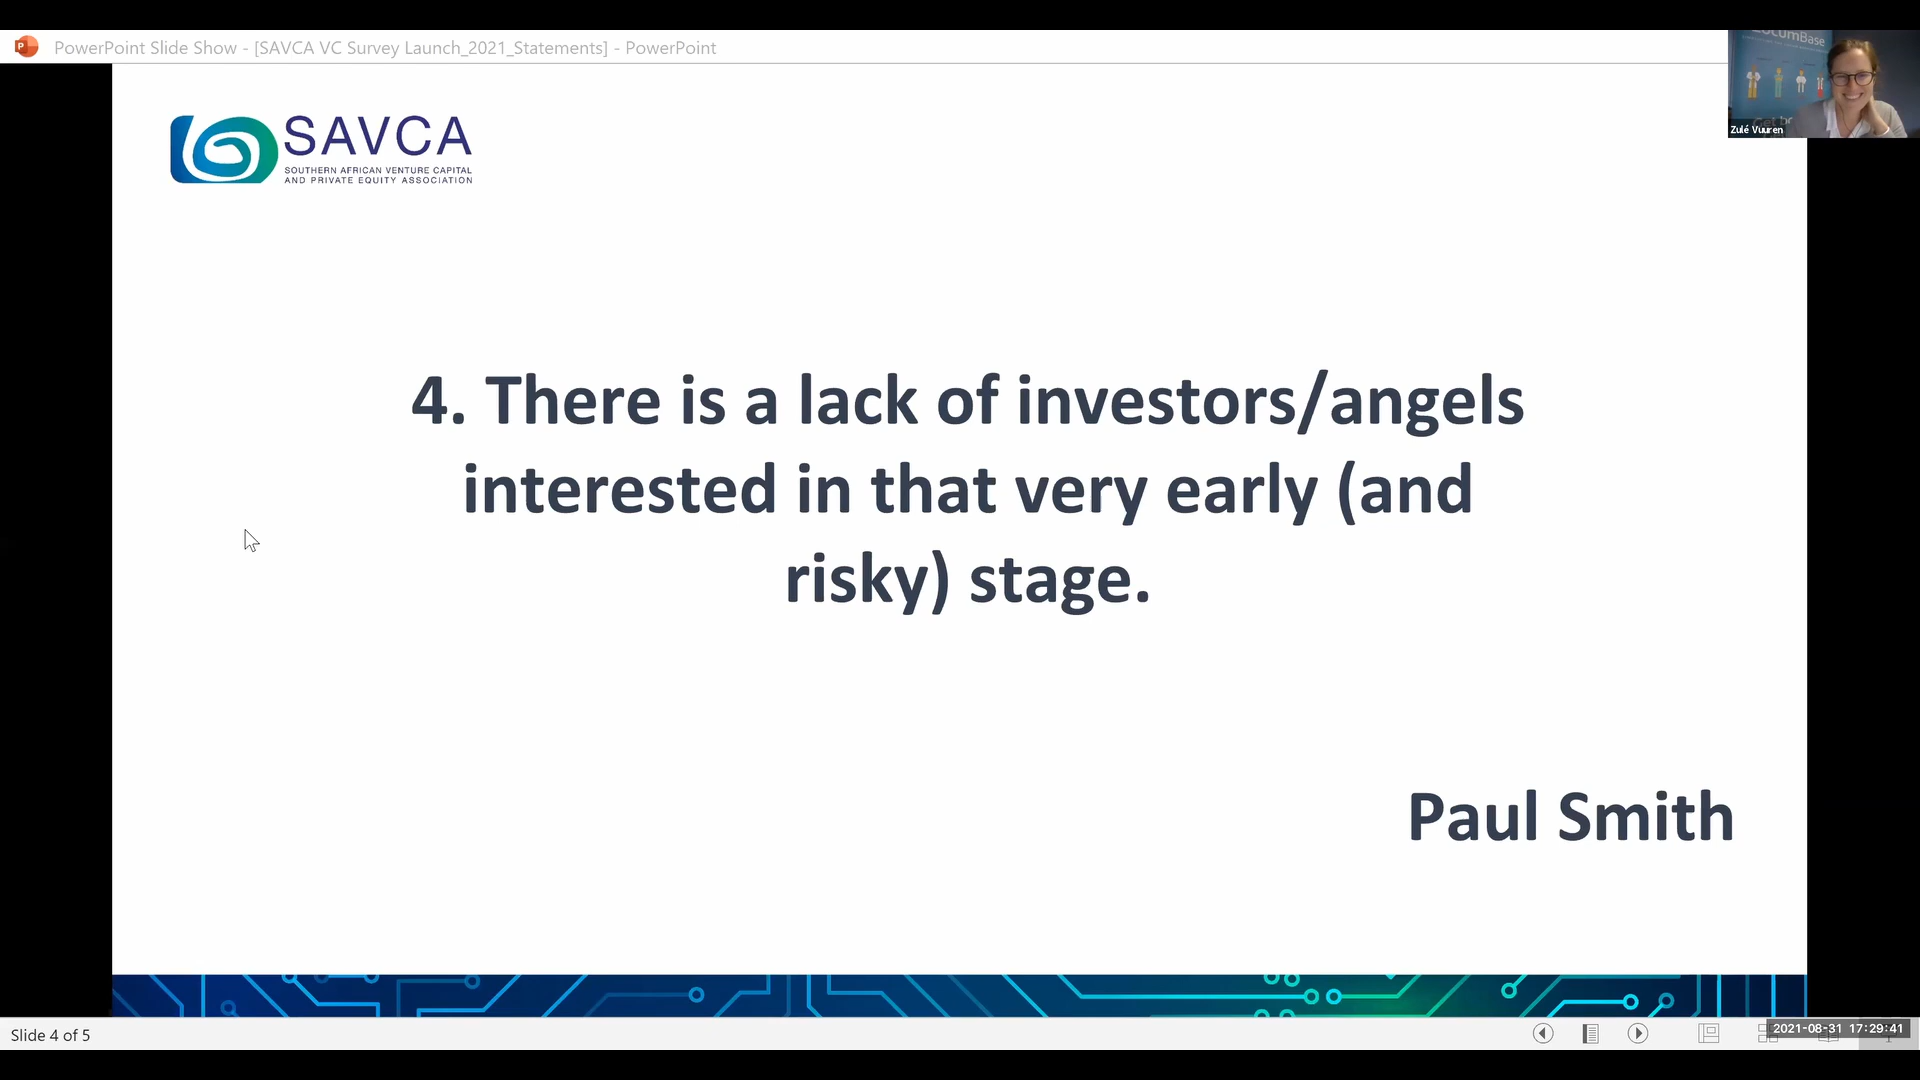 PowerPoint Slide Show - [SAVCA VC Survey Launch_2021_Statements] - PowerPoint
Zulé Vuuren
SAVCA
SOUTHERN AFRICAN VENTURE CAPITAL
AND PRIVATE EQUITY ASSOCIATION
4. There is a lack of investors/angels
interested in that very early (and
risky) stage.
Paul Smith
Slide 4 of 5
2021-08-31 17:29:41